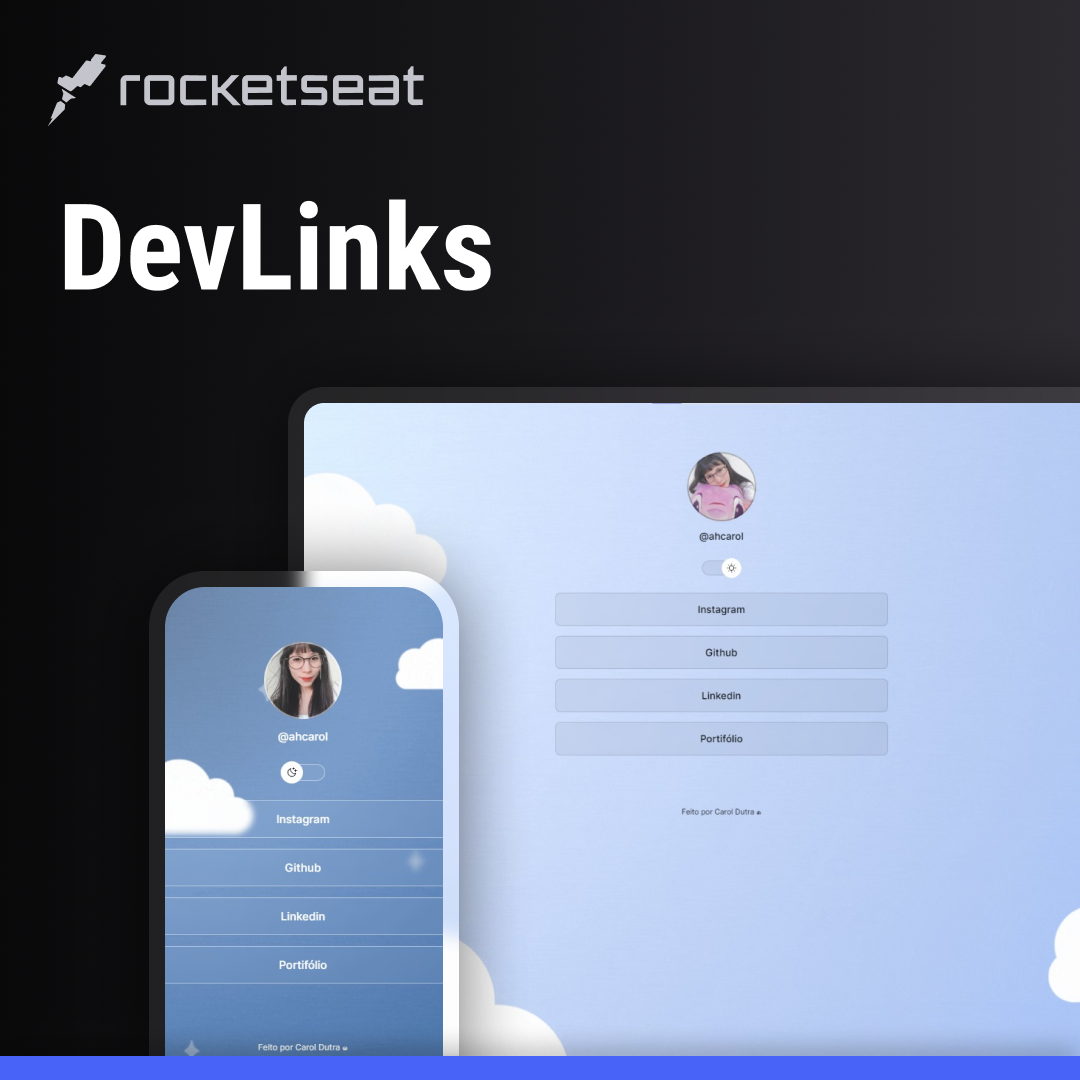 rocketseat
DevLinks
@ahcarol
Instagram
Github
Linkedin
Portifólio
Feito por Carol Dutra
@ahcarol
Instagram
Github
Linkedin
Portifólio
Feito por Carol Dutra